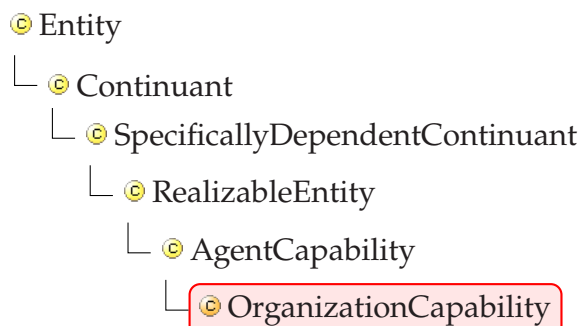 © Entity
© Continuant
© SpecificallyDependentContinuant
© RealizableEntity
© AgentCapability
© OrganizationCapability